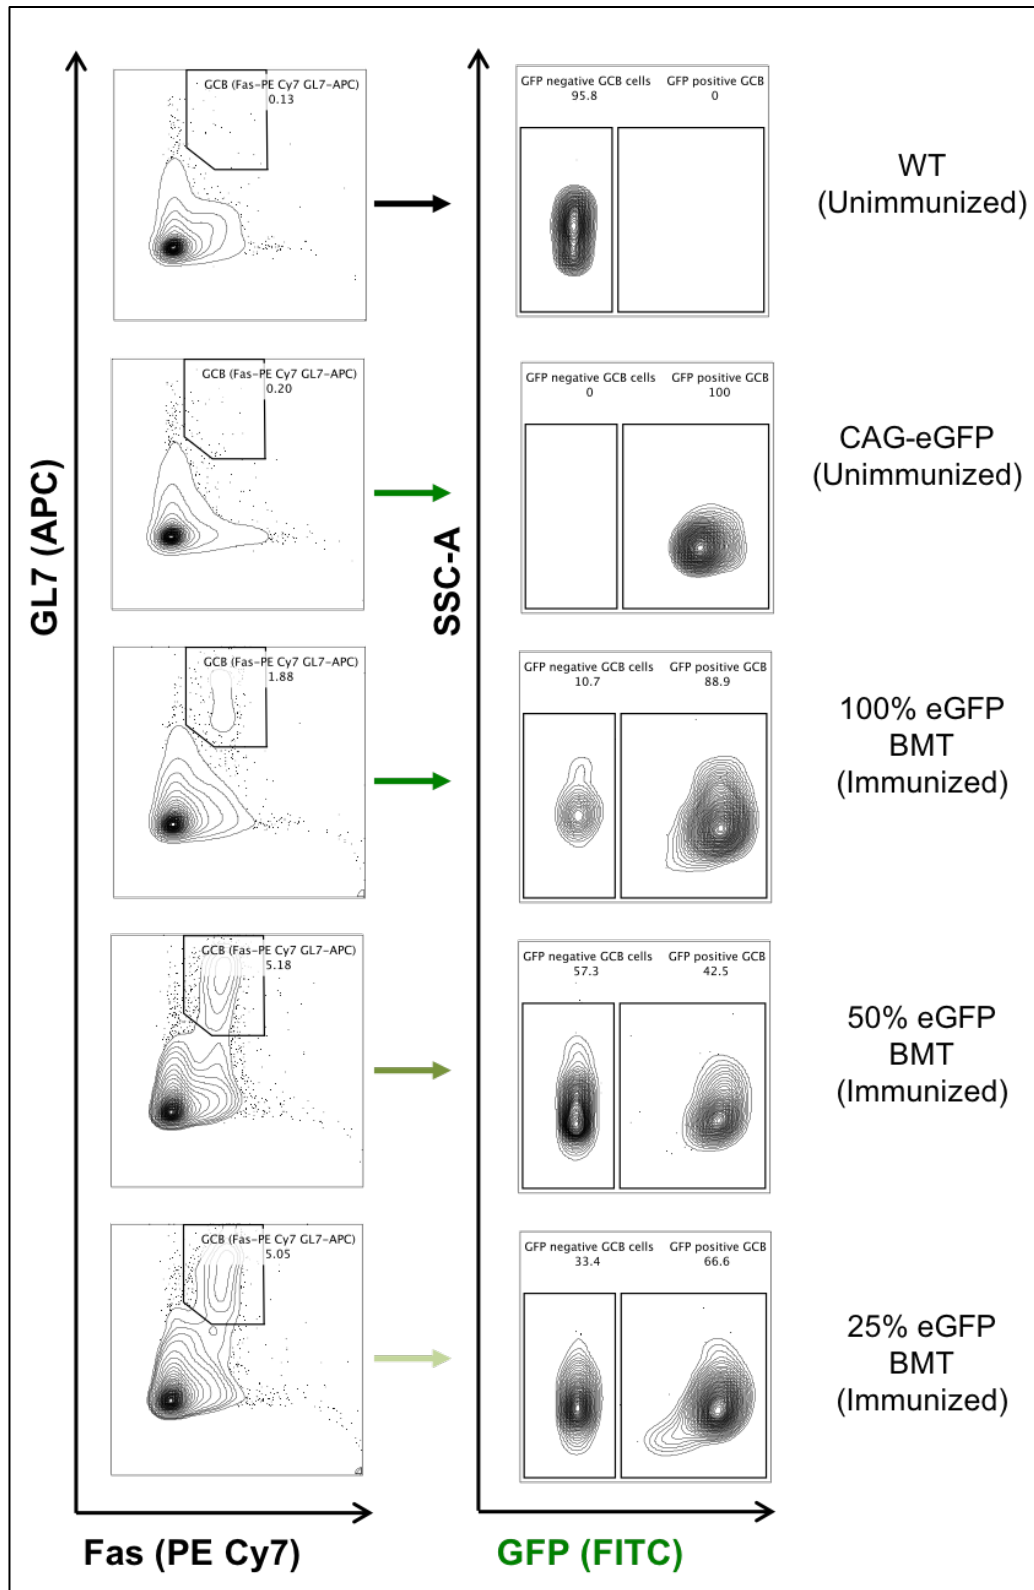 GCB (Fas-PE Cy7 GL7-APC)
0.13
GFP negative GCB cells
95.8
GFP positive GCB
0
WT
(Unimmunized)
GCB (Fas-PE Cy7 GL7-APC)
0.20
GFP negative GCB cells
0
GFP positive GCB
100
CAG-eGFP
(Unimmunized)
GCB (Fas-PE Cy7 GL7-APC)
1.88
GFP negative GCB cells
10.7
GFP positive GCB
88.9
100% eGFP
BMT
(Immunized)
GCB (Fas-PE Cy7 GL7-APC)
5.18
GFP negative GCB cells
57.3
GFP positive GCB
42.5
50% eGFP
BMT
(Immunized)
GCB (Fas-PE Cy7 GL7-APC)
5.05
GFP negative GCB cells
33.4
GFP positive GCB
66.6
25% eGFP
BMT
(Immunized)
GL7 (APC)
SSC-A
Fas (PE Cy7)
GFP (FITC)